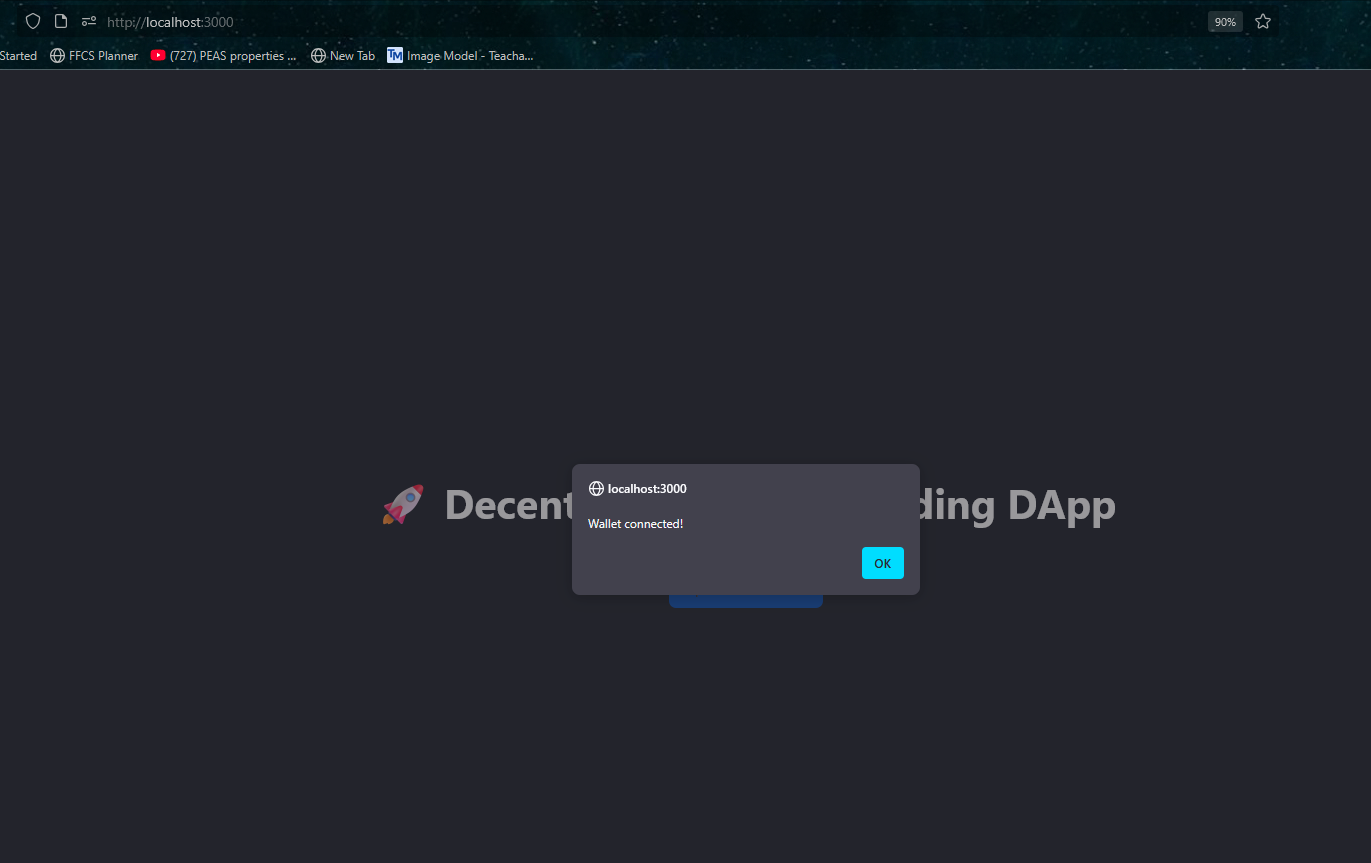 http://localhost:3000
90%
Started FFCS Planner (727) PEAS properties ... New Tab TM Image Model - Teacha...
localhost:3000
Wallet connected!
OK
🚀 Decent ding DApp